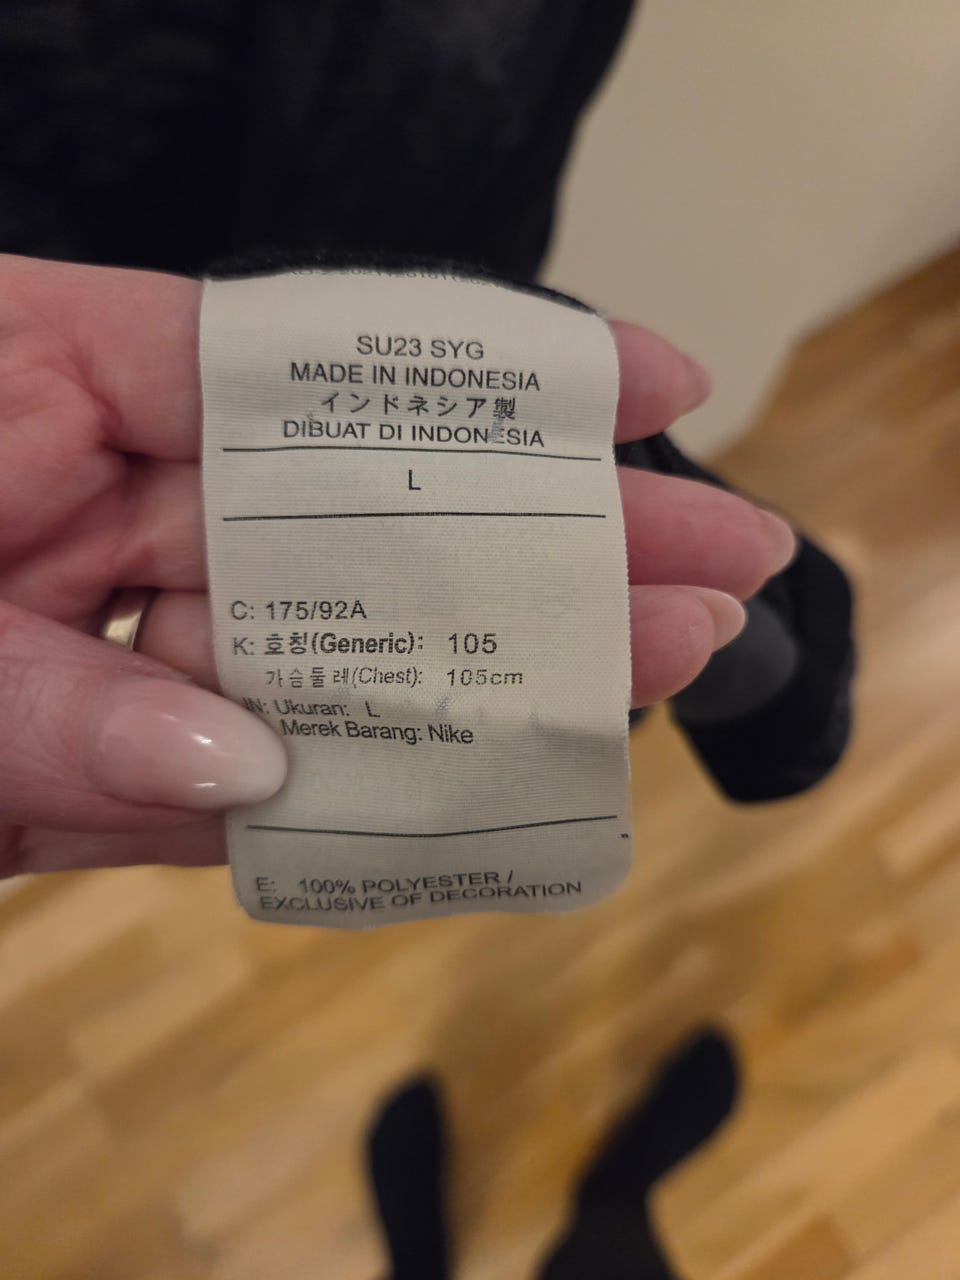 SU23 SYG
MADE IN INDONESIA
インドネシア製
DIBUAT DI INDONESIA
L
C: 175/92A
K: 호칭(Generic): 105
가슴둘레(Chest): 105cm
IN: Ukuran: L
Merek Barang: Nike
E: 100% POLYESTER /
EXCLUSIVE OF DECORATION